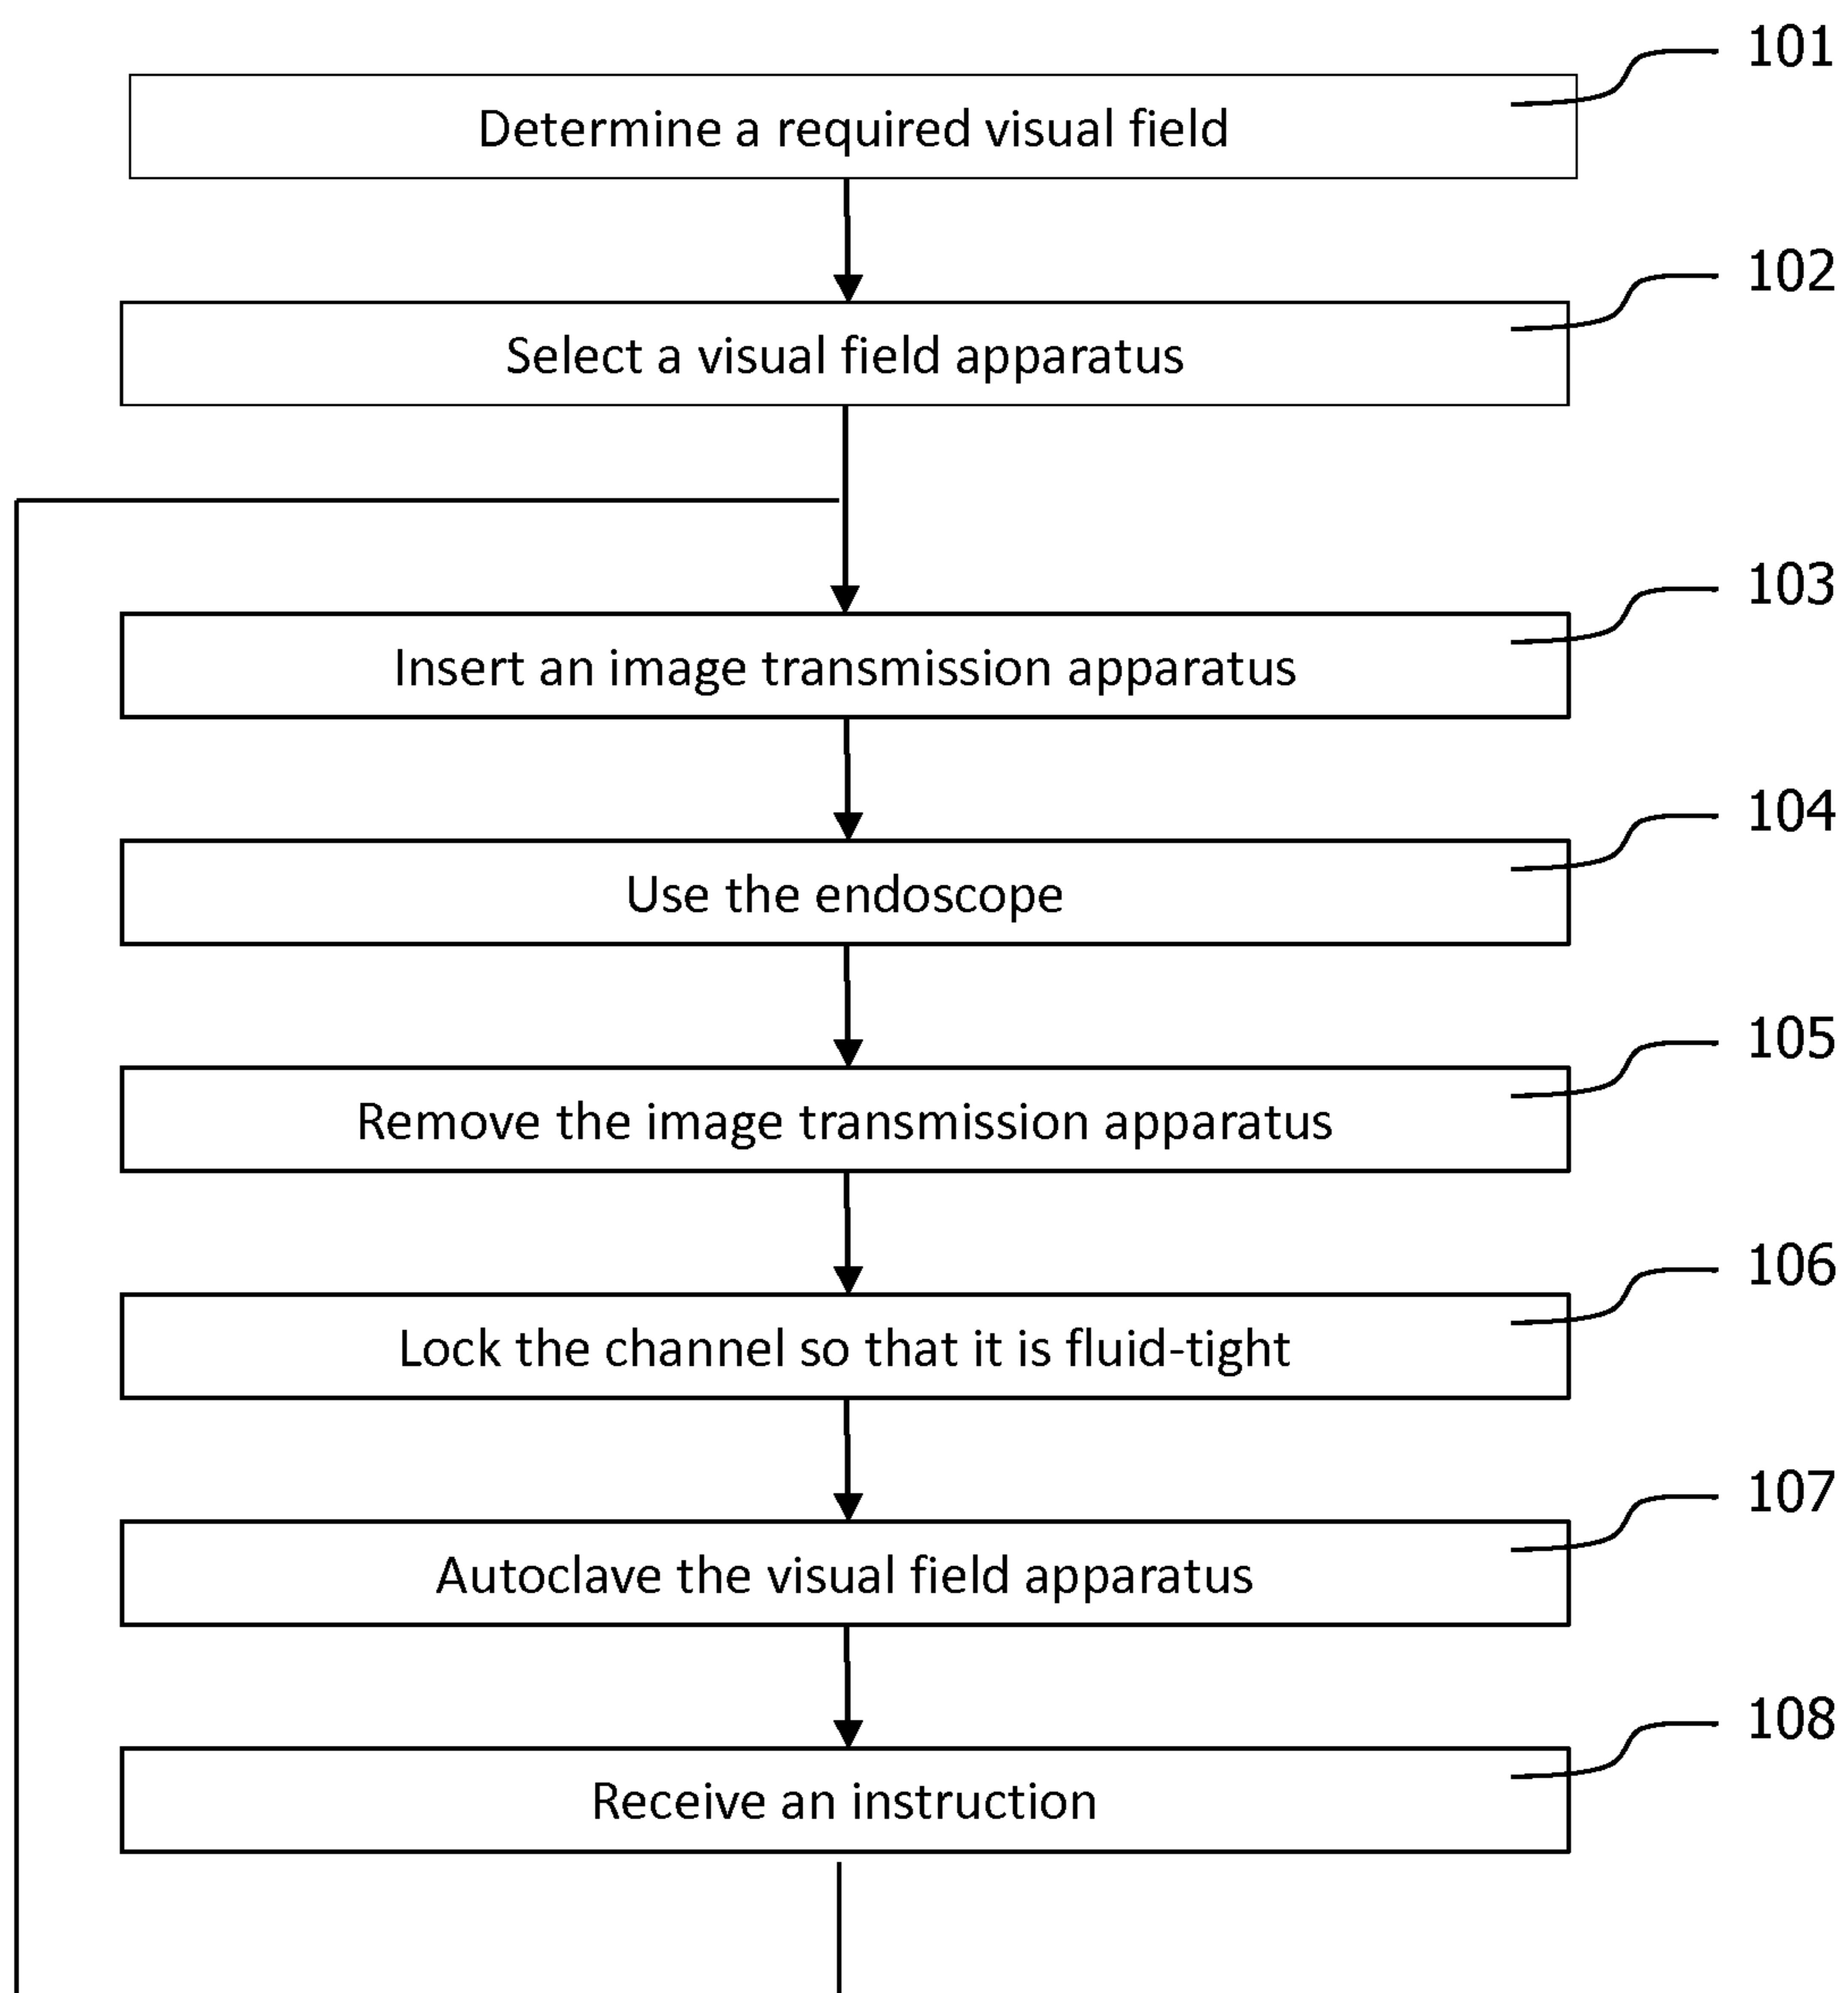 101
Determine a required visual field
102
Select a visual field apparatus
103
Insert an image transmission apparatus
104
Use the endoscope
105
Remove the image transmission apparatus
106
Lock the channel so that it is fluid-tight
107
Autoclave the visual field apparatus
108
Receive an instruction